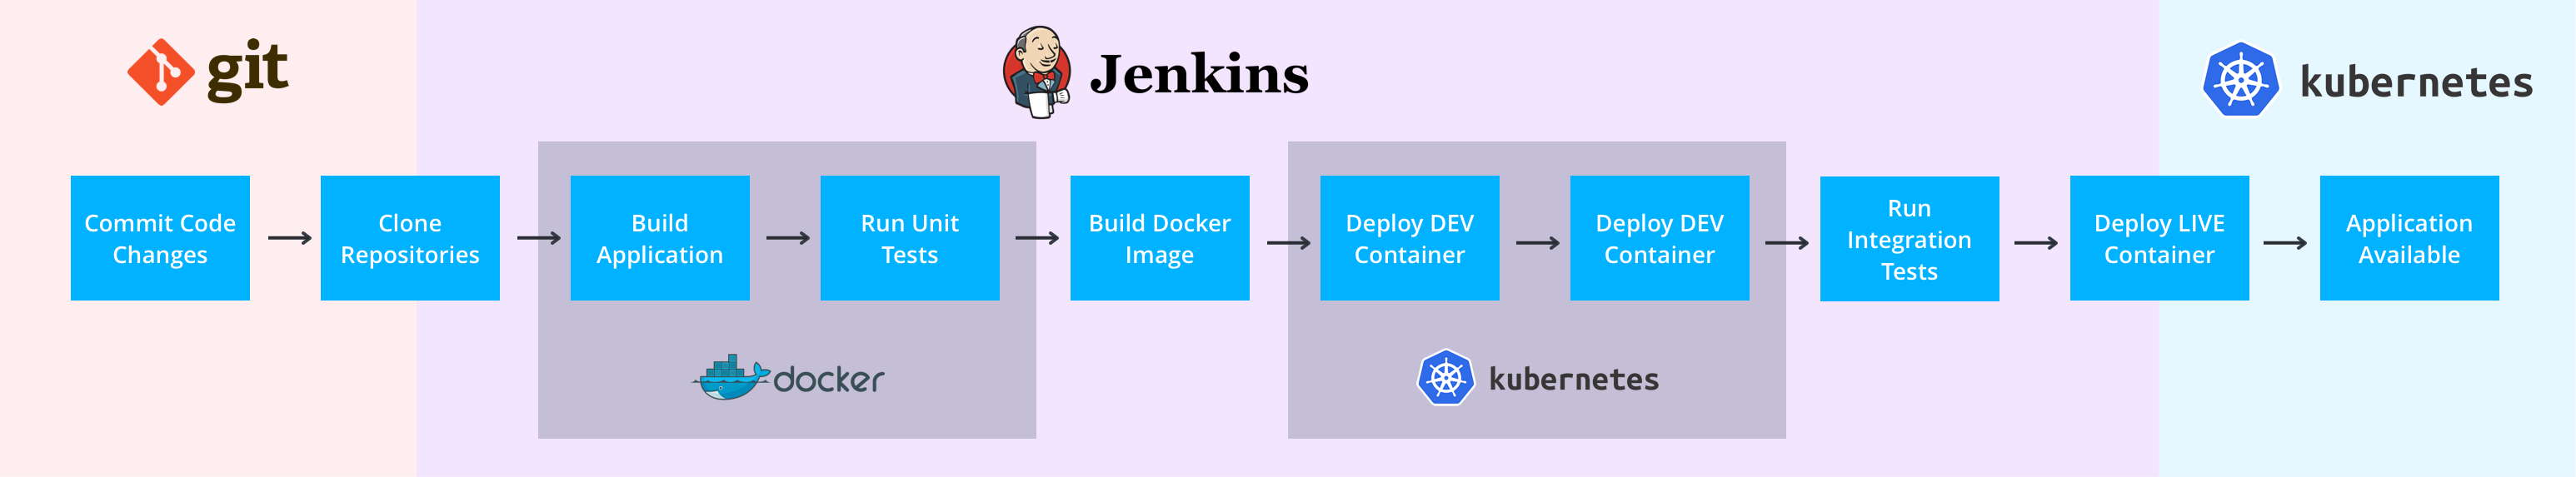 git
Jenkins
kubernetes
Commit Code
Changes
Clone
Repositories
Build
Application
Run Unit
Tests
Build Docker
Image
Deploy DEV
Container
Deploy DEV
Container
Run
Integration
Tests
Deploy LIVE
Container
Application
Available
docker
kubernetes